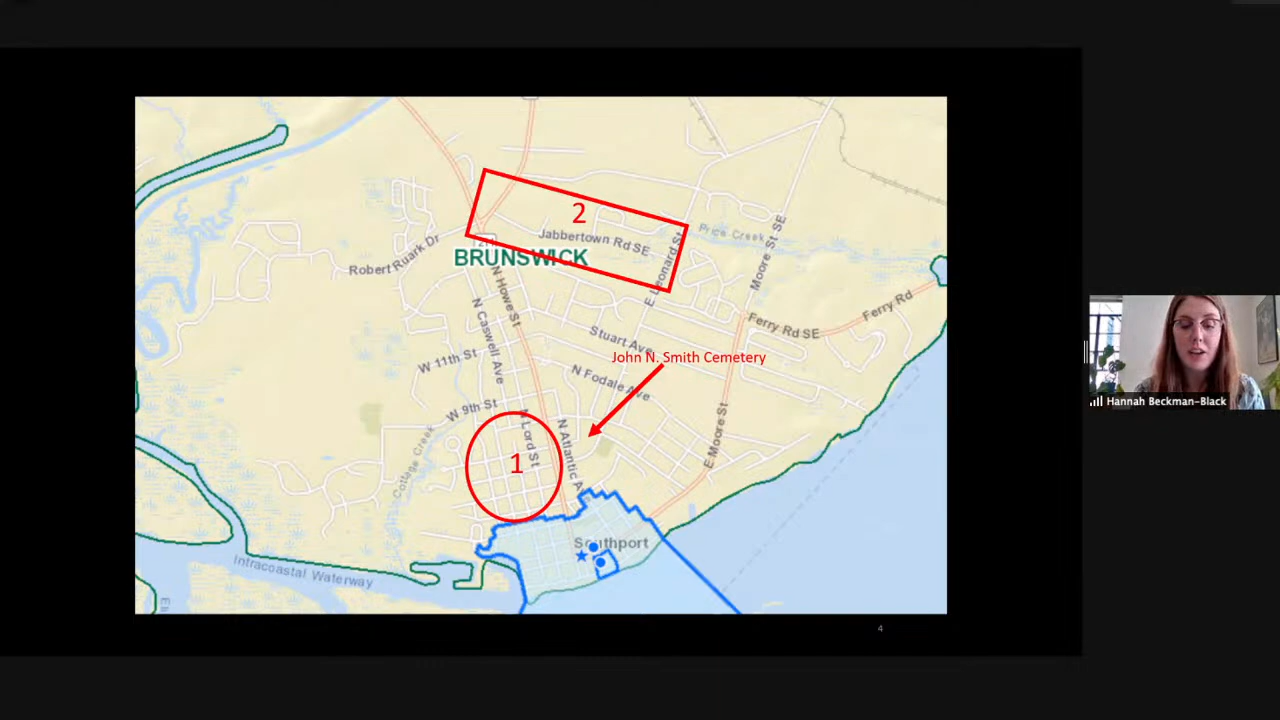 2
Price Creek
Jabbertown Rd SE
Robert Ruark Dr
BRUNSWICK
Moore St SE
E Leonard St
N Howe St
Ferry Rd
Ferry Rd SE
N Caswell Ave
Stuart Ave
John N. Smith Cemetery
W 11th St
N Fodale Ave
W 9th St
N Lord St
N Atlantic Ave
E Moore St
1
Cottage Creek
Southport
Intracoastal Waterway
4
Hannah Beckman-Black